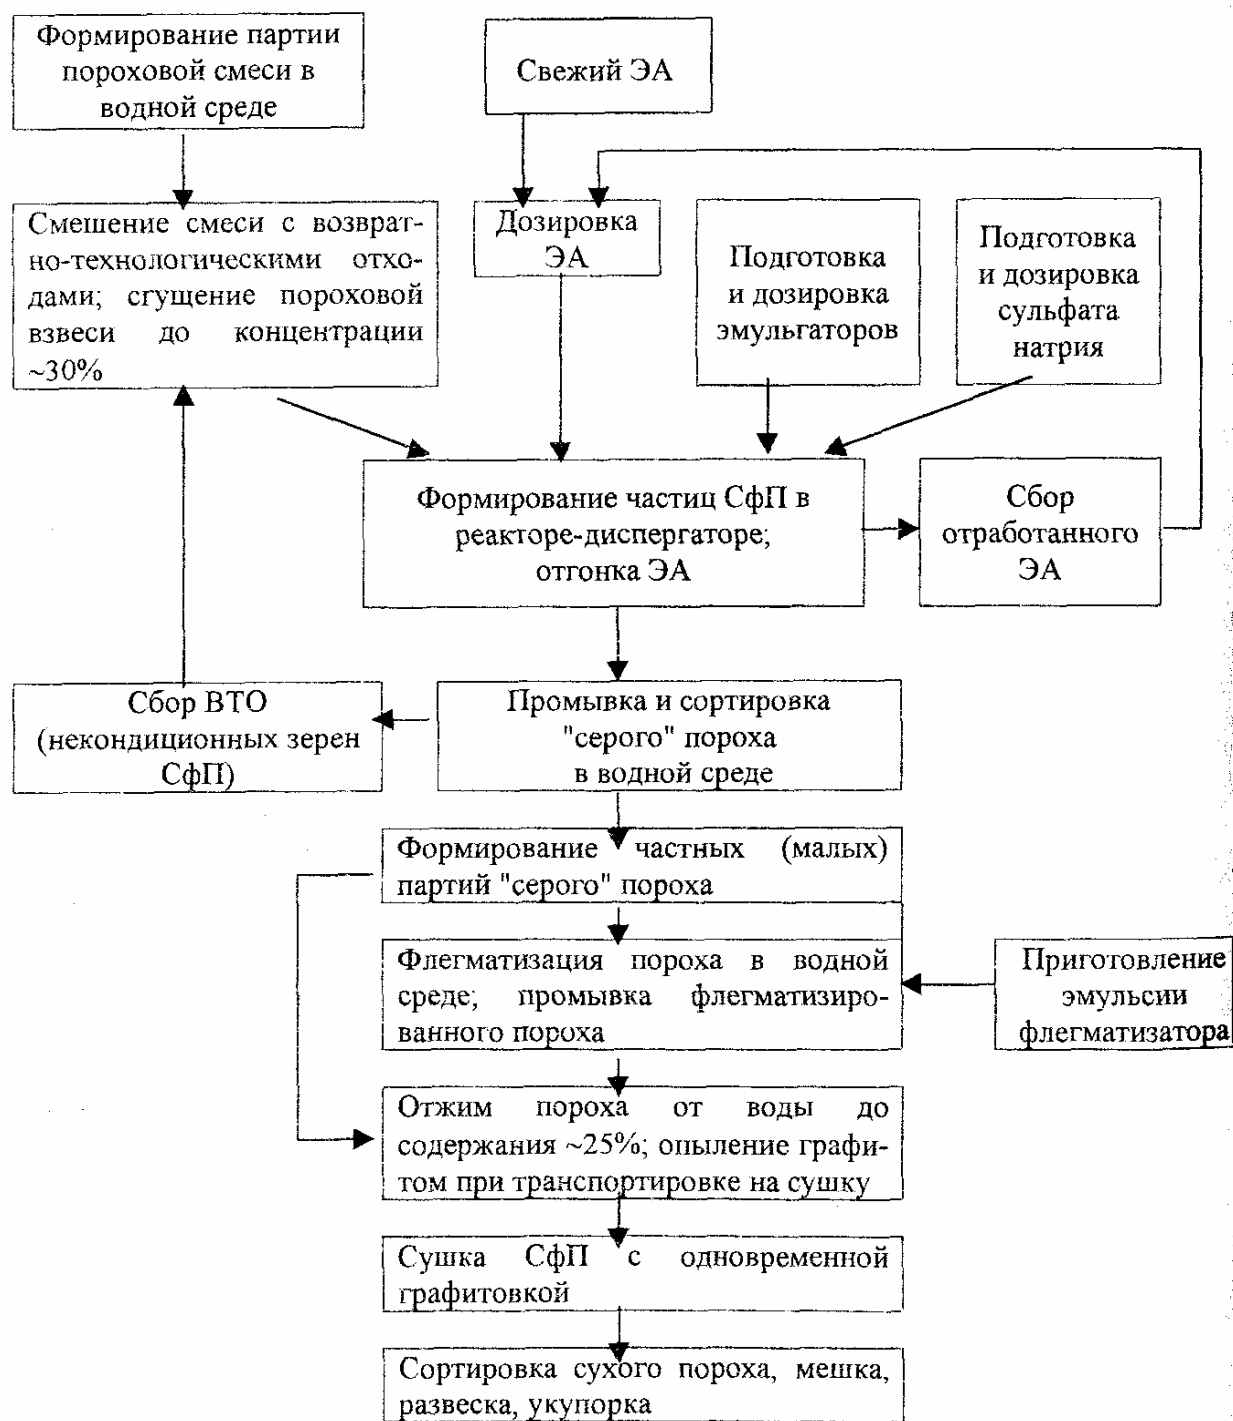 Формирование партии
пороховой смеси в
водной среде
Свежий ЭА
Смешение смеси с возврат-
но-технологическими отхо-
дами; сгущение пороховой
взвеси до концентрации
~30%
Дозировка
ЭА
Подготовка
и дозировка
эмульгаторов
Подготовка
и дозировка
сульфата
натрия
Формирование частиц СфП в
реакторе-диспергаторе;
отгонка ЭА
Сбор
отработанного
ЭА
Сбор ВТО
(некондиционных зерен
СфП)
Промывка и сортировка
"серого" пороха
в водной среде
Формирование частных (малых)
партий "серого" пороха
Флегматизация пороха в водной
среде; промывка флегматизиро-
ванного пороха
Приготовление
эмульсии
флегматизатора
Отжим пороха от воды до
содержания ~25%; опыление графи-
том при транспортировке на сушку
Сушка СфП с одновременной
графитовкой
Сортировка сухого пороха, мешка,
развеска, укупорка